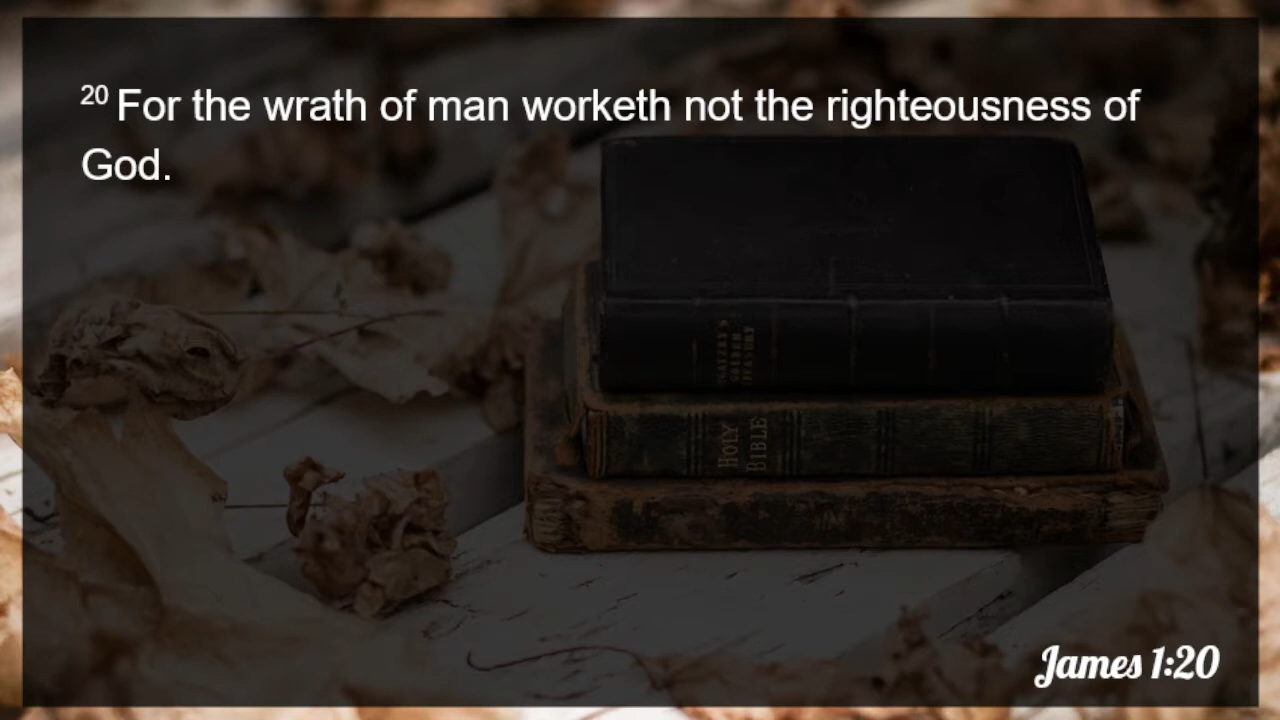 20 For the wrath of man worketh not the righteousness of
God.
HOLY
BIBLE
James 1:20